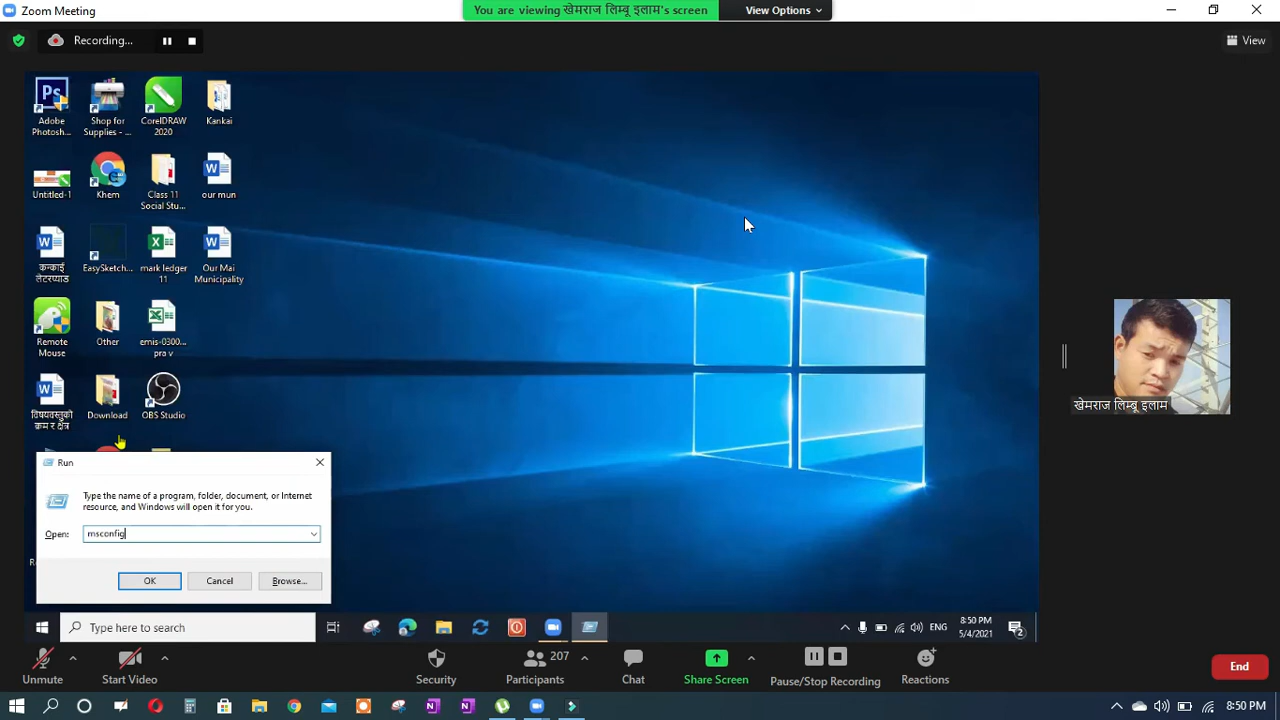 Zoom Meeting
You are viewing खेमराज लिम्बू इलाम's screen
View Options
Recording...
View
Adobe
Photosh...
Shop for
Supplies - ...
CorelDRAW
2020
Kankai
Untitled-1
Khem
Class 11
Social Stu...
our mun
कन्काई
लेटरप्याड
EasySketch...
mark ledger
11
Our Mai
Municipality
Remote
Mouse
Other
emis-0300...
pra v
विषयवस्तुको
क्रम र क्षेत्र
Download
OBS Studio
खेमराज लिम्बू इलाम
Run
Type the name of a program, folder, document, or Internet
resource, and Windows will open it for you.
Open: msconfig
OK
Cancel
Browse...
Type here to search
ENG
8:50 PM
5/4/2021
2
Unmute
Start Video
Security
Participants
207
Chat
Share Screen
Pause/Stop Recording
Reactions
End
8:50 PM